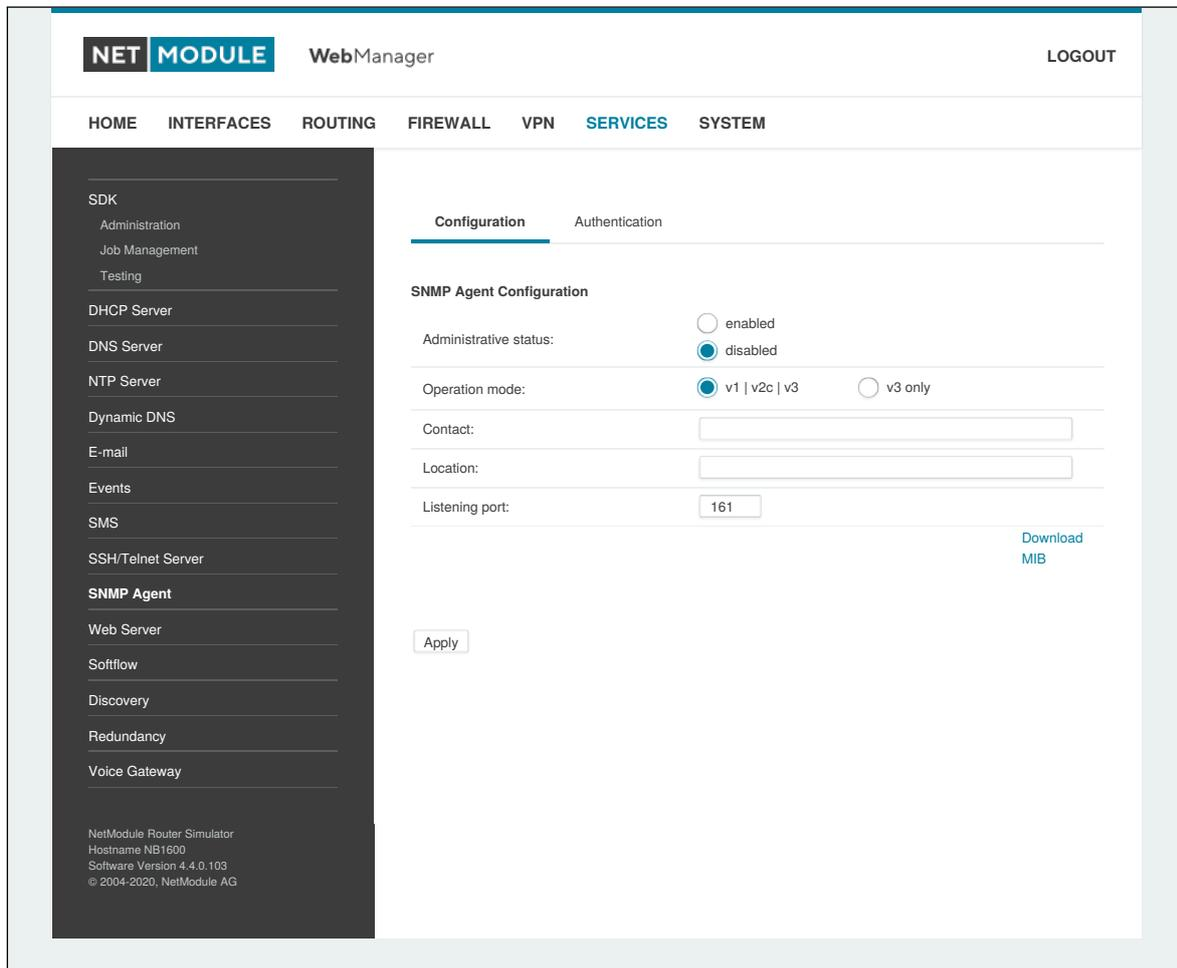 NET MODULE WebManager LOGOUT
HOME INTERFACES ROUTING FIREWALL VPN SERVICES SYSTEM
SDK
Administration
Job Management
Testing
DHCP Server
DNS Server
NTP Server
Dynamic DNS
E-mail
Events
SMS
SSH/Telnet Server
SNMP Agent
Web Server
Softflow
Discovery
Redundancy
Voice Gateway
NetModule Router Simulator
Hostname NB1600
Software Version 4.4.0.103
© 2004-2020, NetModule AG
Configuration Authentication
SNMP Agent Configuration
Administrative status:
enabled
disabled
Operation mode: v1 | v2c | v3 v3 only
Contact:
Location:
Listening port: 161
Download
MIB
Apply